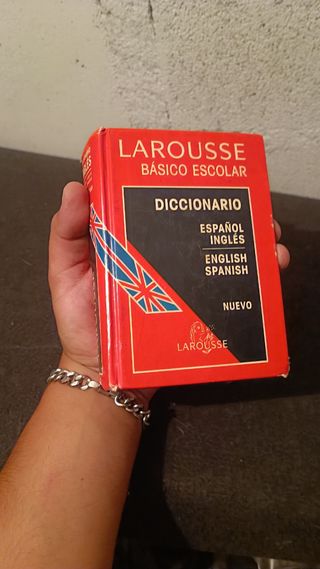 LAROUSSE
BÁSICO ESCOLAR
DICCIONARIO
ESPAÑOL
INGLÉS
ENGLISH
SPANISH
NUEVO
LAROUSSE